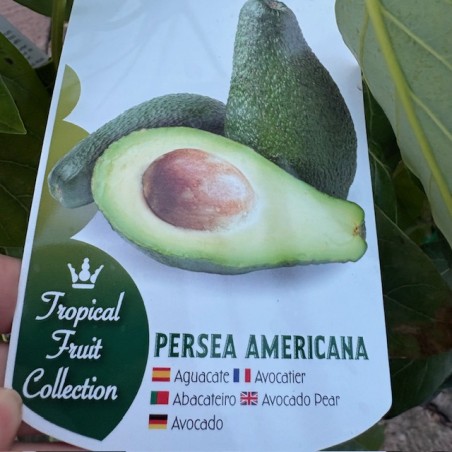 Tropical
Fruit
Collection
PERSEA AMERICANA
Aguacate Avocatier
Abacateiro Avocado Pear
Avocado